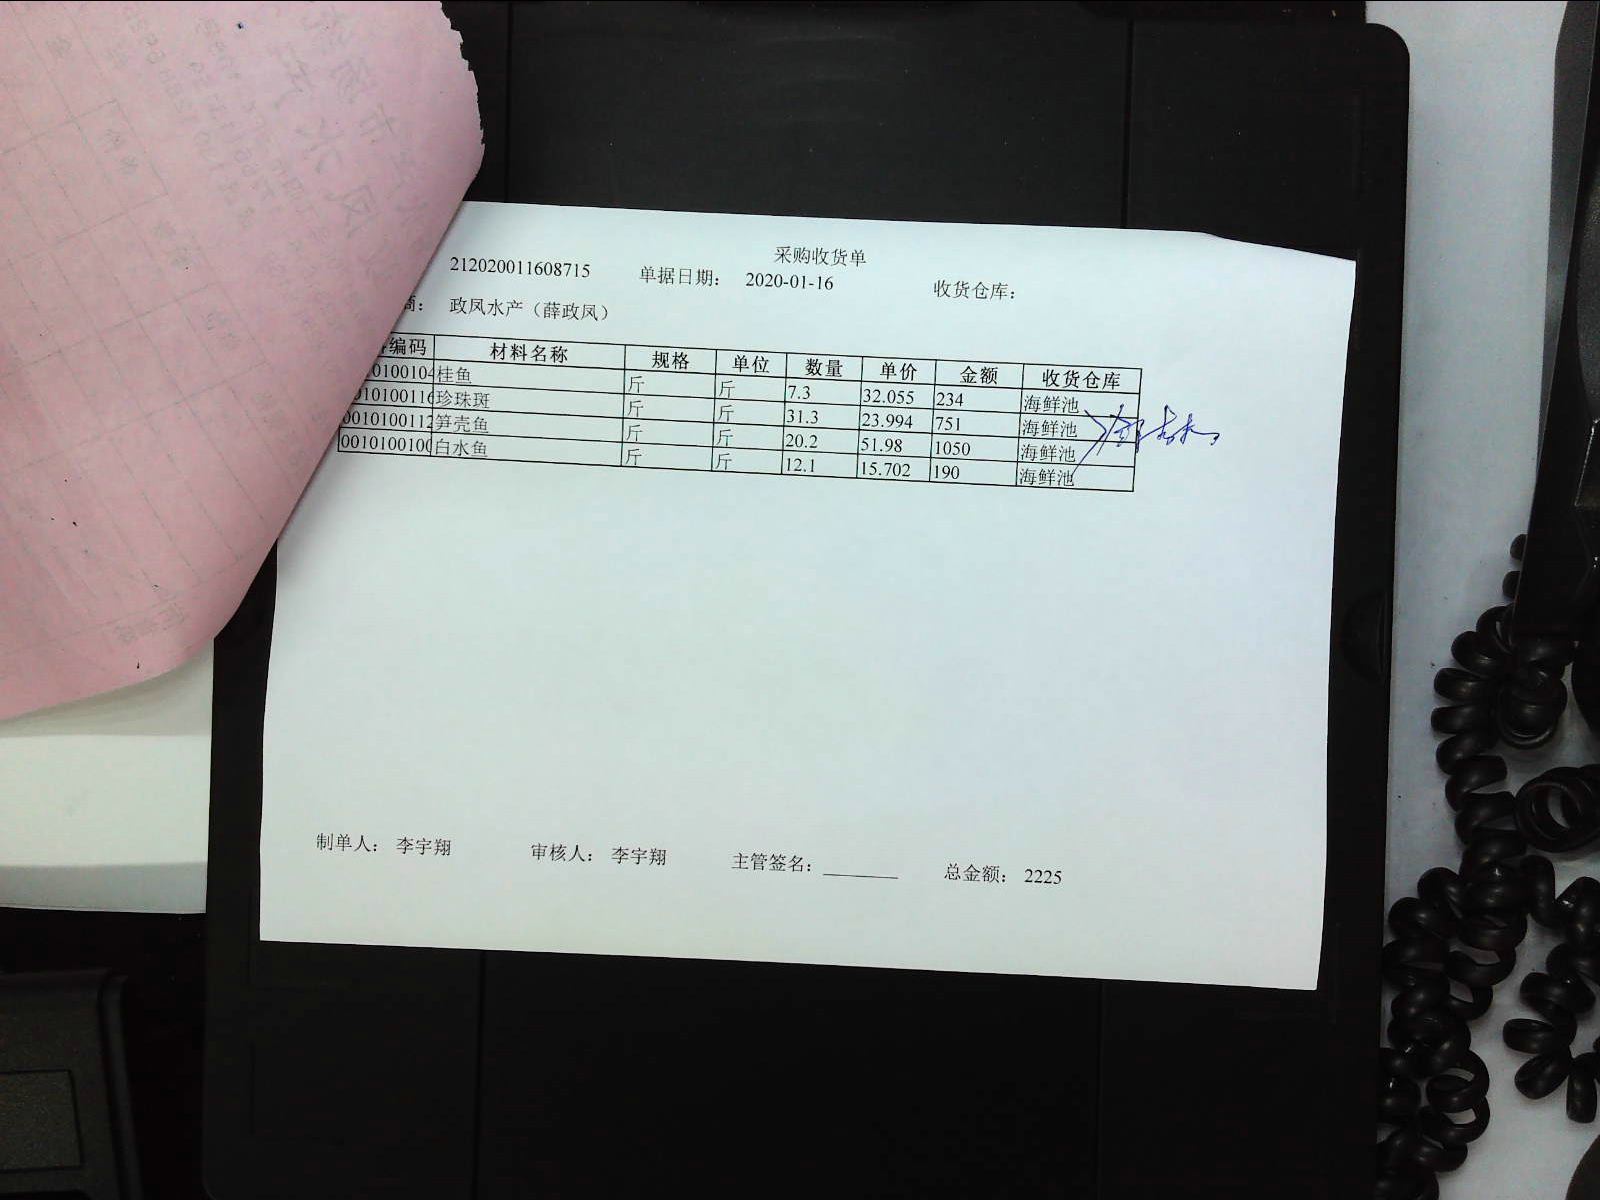 采购收货单
212020011608715 单据日期： 2020-01-16 收货仓库：
商： 政凤水产（薛政凤）
编码 材料名称 规格 单位 数量 单价 金额 收货仓库
0100104 桂鱼 斤 斤 7.3 32.055 234 海鲜池
010100116 珍珠斑 斤 斤 31.3 23.994 751 海鲜池
0010100112 笋壳鱼 斤 斤 20.2 51.98 1050 海鲜池
0010100100 白水鱼 斤 斤 12.1 15.702 190 海鲜池
制单人： 李宇翔 审核人： 李宇翔 主管签名： 总金额： 2225